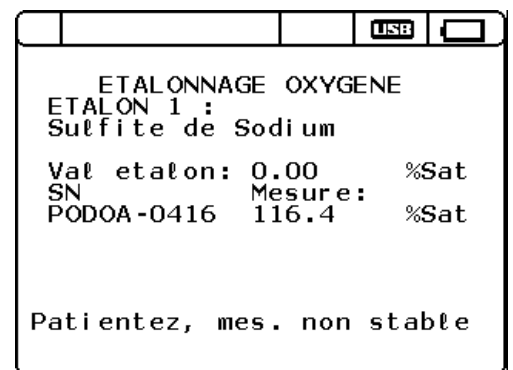 USB
ETALONNAGE OXYGENE
ETALON 1 :
Sulfite de Sodium
Val etalon: 0.00 %Sat
SN Mesure:
PODOA-0416 116.4 %Sat
Patientez, mes. non stable